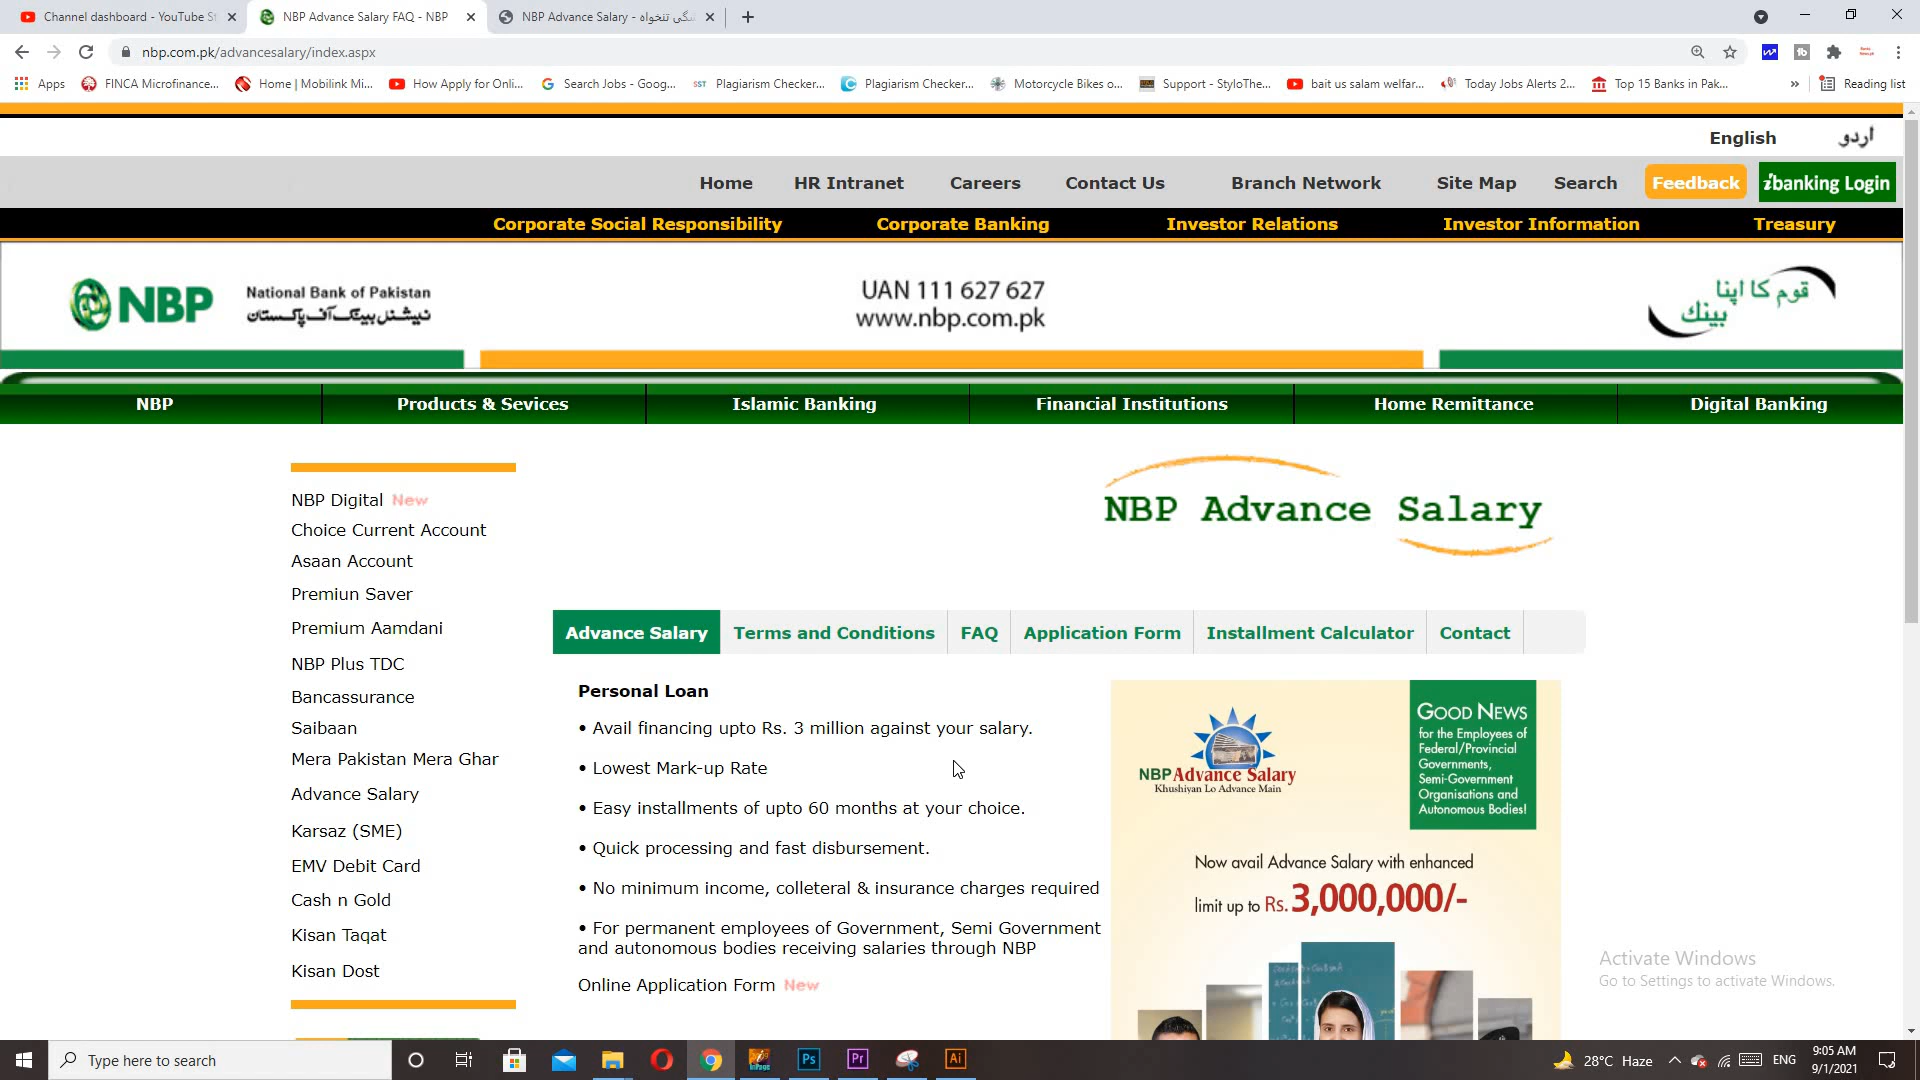 Channel dashboard - YouTube St
NBP Advance Salary FAQ - NBP
NBP Advance Salary - شگی تنخواه
nbp.com.pk/advancesalary/index.aspx
Apps
FINCA Microfinance...
Home | Mobilink Mi...
How Apply for Onli...
Search Jobs - Goog...
SST
Plagiarism Checker...
Plagiarism Checker...
Motorcycle Bikes o...
Support - StyloThe...
bait us salam welfar...
Today Jobs Alerts 2...
Top 15 Banks in Pak...
»
Reading list
English
اردو
Home
HR Intranet
Careers
Contact Us
Branch Network
Site Map
Search
Feedback
ibanking Login
Corporate Social Responsibility
Corporate Banking
Investor Relations
Investor Information
Treasury
NBP
National Bank of Pakistan
نیشنل بینک آف پاکستان
UAN 111 627 627
www.nbp.com.pk
قوم کا اپنا
بینک
NBP
Products & Sevices
Islamic Banking
Financial Institutions
Home Remittance
Digital Banking
NBP Digital New
Choice Current Account
Asaan Account
Premiun Saver
Premium Aamdani
NBP Plus TDC
Bancassurance
Saibaan
Mera Pakistan Mera Ghar
Advance Salary
Karsaz (SME)
EMV Debit Card
Cash n Gold
Kisan Taqat
Kisan Dost
NBP Advance Salary
Advance Salary
Terms and Conditions
FAQ
Application Form
Installment Calculator
Contact
Personal Loan
• Avail financing upto Rs. 3 million against your salary.
• Lowest Mark-up Rate
• Easy installments of upto 60 months at your choice.
• Quick processing and fast disbursement.
• No minimum income, colleteral & insurance charges required
• For permanent employees of Government, Semi Government
and autonomous bodies receiving salaries through NBP
Online Application Form New
NBP Advance Salary
Khushiyan Lo Advance Main
GOOD NEWS
for the Employees of
Federal/Provincial
Governments,
Semi-Government
Organisations and
Autonomous Bodies!
Now avail Advance Salary with enhanced
limit up to Rs. 3,000,000/-
Activate Windows
Go to Settings to activate Windows.
Type here to search
Ps
Pr
Ai
28°C Haze
ENG
9:05 AM
9/1/2021